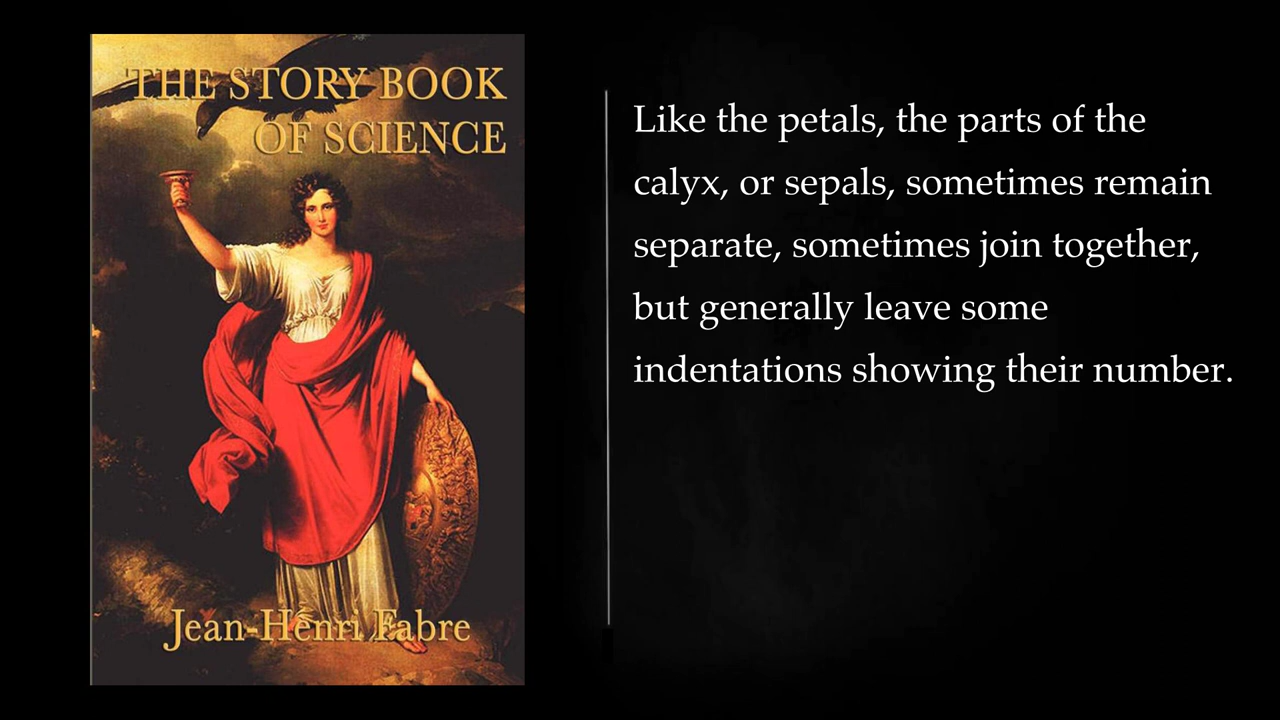 THE STORY BOOK
OF SCIENCE
Jean-Henri Fabre
Like the petals, the parts of the
calyx, or sepals, sometimes remain
separate, sometimes join together,
but generally leave some
indentations showing their number.